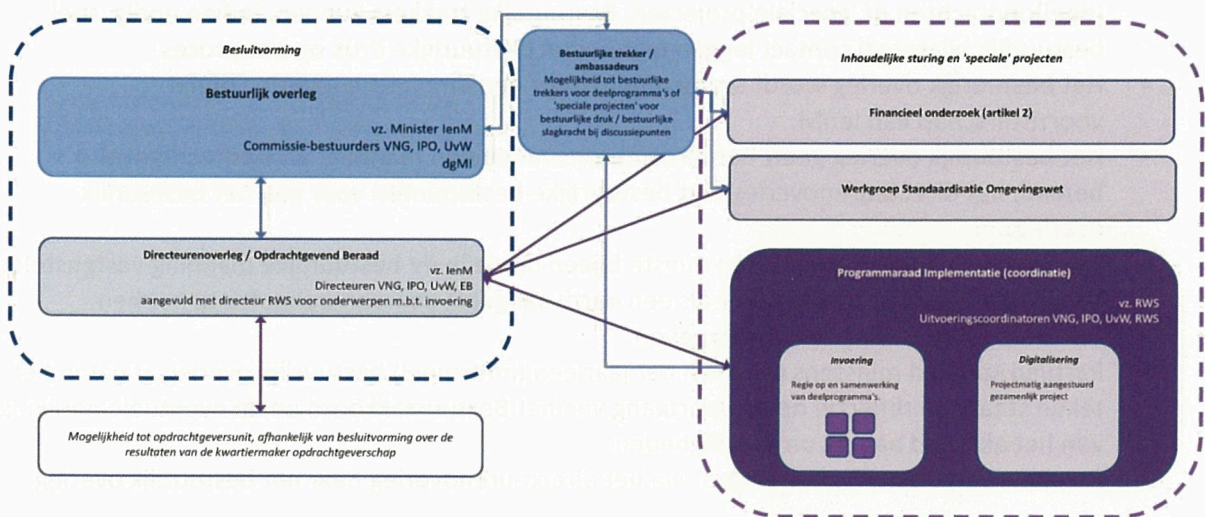 Besluitvorming
Bestuurlijk overleg
vz. Minister IenM
Commissie-bestuurders VNG, IPO, UvW
dgMI
Directeurenoverleg / Opdrachtgevend Beraad
vz. IenM
Directeuren VNG, IPO, UvW, EB
aangevuld met directeur RWS voor onderwerpen m.b.t. invoering
Mogelijkheid tot opdrachtgeversunit, afhankelijk van besluitvorming over de
resultaten van de kwartiermaker opdrachtgeverschap
Bestuurlijke trekker /
ambassadeurs
Mogelijkheid tot bestuurlijke
trekkers voor deelprogramma's of
'speciale projecten' voor
bestuurlijke druk / bestuurlijke
slagkracht bij discussiepunten
Inhoudelijke sturing en 'speciale' projecten
Financieel onderzoek (artikel 2)
Werkgroep Standaardisatie Omgevingswet
Programmaraad Implementatie (coordinatie)
vz. RWS
Uitvoeringscoordinatoren VNG, IPO, UvW, RWS
Invoering
Regie op en samenwerking
van deelprogramma's.
Digitalisering
Projectmatig aangestuurd
gezamenlijk project